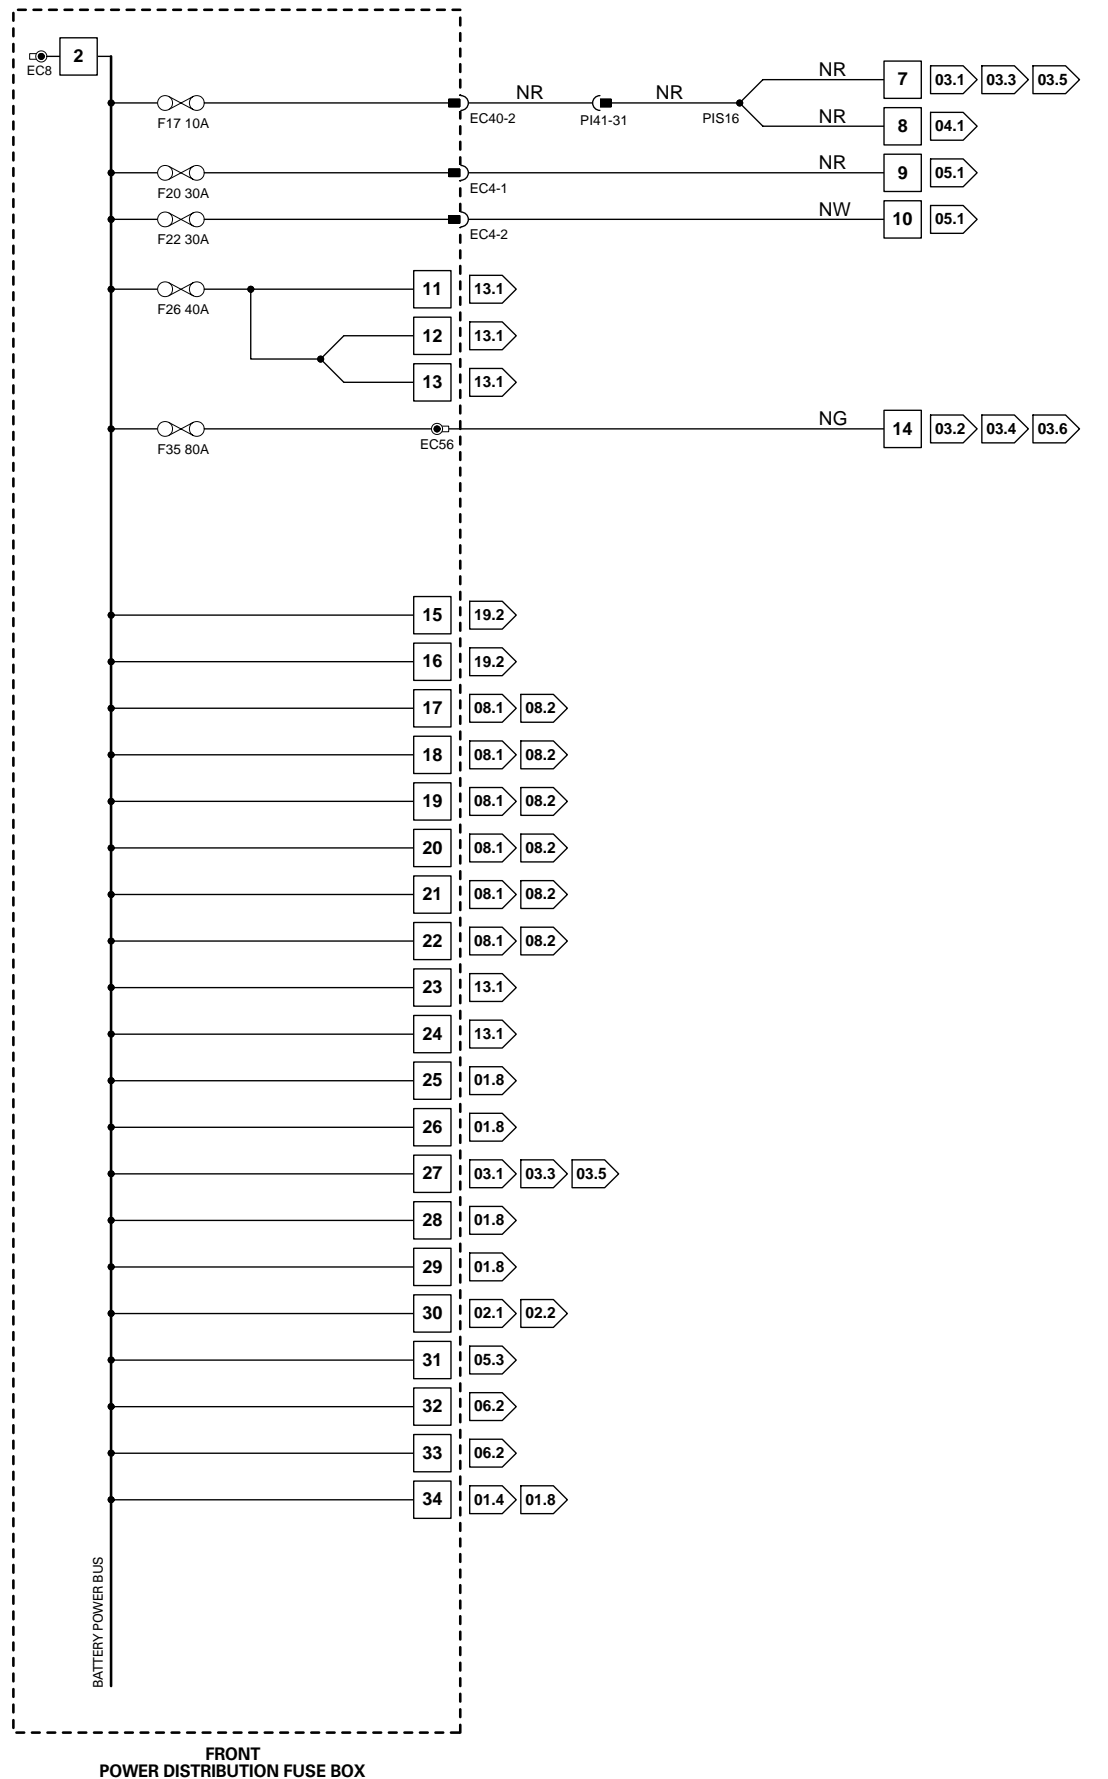 2
EC8
F17 10A
EC40-2
NR
PI41-31
NR
PIS16
NR
7 03.1 03.3 03.5
NR
8 04.1
F20 30A
EC4-1
NR
9 05.1
F22 30A
EC4-2
NW
10 05.1
F26 40A
11 13.1
12 13.1
13 13.1
F35 80A
EC56
NG
14 03.2 03.4 03.6
15 19.2
16 19.2
17 08.1 08.2
18 08.1 08.2
19 08.1 08.2
20 08.1 08.2
21 08.1 08.2
22 08.1 08.2
23 13.1
24 13.1
25 01.8
26 01.8
27 03.1 03.3 03.5
28 01.8
29 01.8
30 02.1 02.2
31 05.3
32 06.2
33 06.2
34 01.4 01.8
BATTERY POWER BUS
FRONT
POWER DISTRIBUTION FUSE BOX